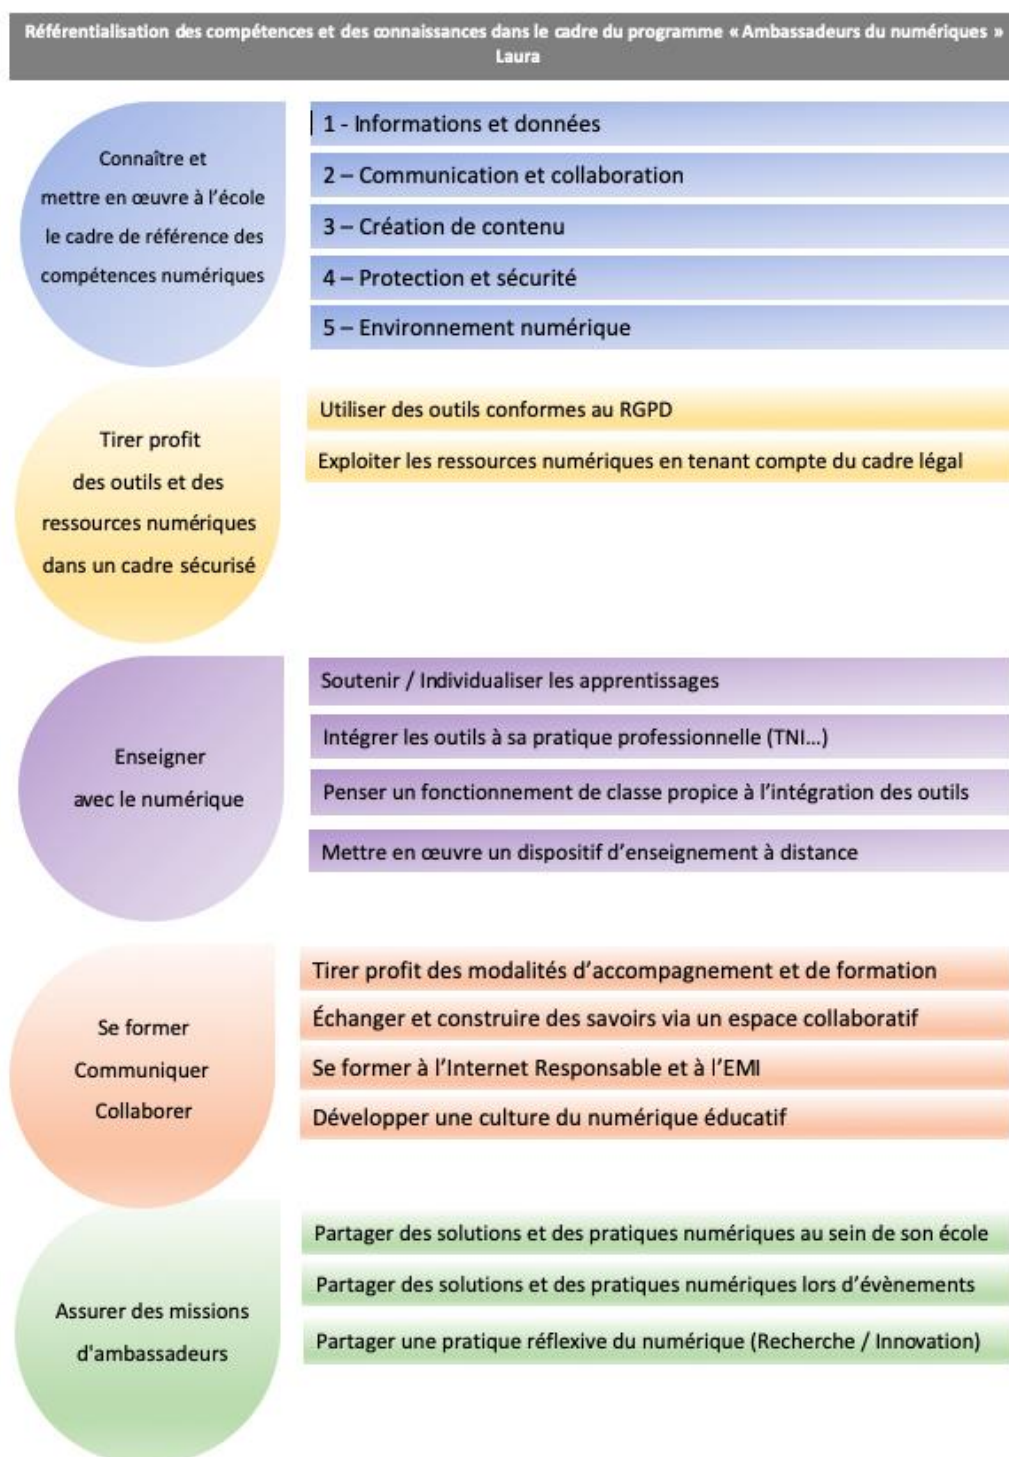 Référentialisation des compétences et des connaissances dans le cadre du programme « Ambassadeurs du numériques »
Laura
Connaître et
mettre en œuvre à l'école
le cadre de référence des
compétences numériques
1 - Informations et données
2 – Communication et collaboration
3 – Création de contenu
4 – Protection et sécurité
5 – Environnement numérique
Tirer profit
des outils et des
ressources numériques
dans un cadre sécurisé
Utiliser des outils conformes au RGPD
Exploiter les ressources numériques en tenant compte du cadre légal
Enseigner
avec le numérique
Soutenir / Individualiser les apprentissages
Intégrer les outils à sa pratique professionnelle (TNI…)
Penser un fonctionnement de classe propice à l'intégration des outils
Mettre en œuvre un dispositif d'enseignement à distance
Se former
Communiquer
Collaborer
Tirer profit des modalités d'accompagnement et de formation
Échanger et construire des savoirs via un espace collaboratif
Se former à l'Internet Responsable et à l'EMI
Développer une culture du numérique éducatif
Assurer des missions
d'ambassadeurs
Partager des solutions et des pratiques numériques au sein de son école
Partager des solutions et des pratiques numériques lors d'évènements
Partager une pratique réflexive du numérique (Recherche / Innovation)